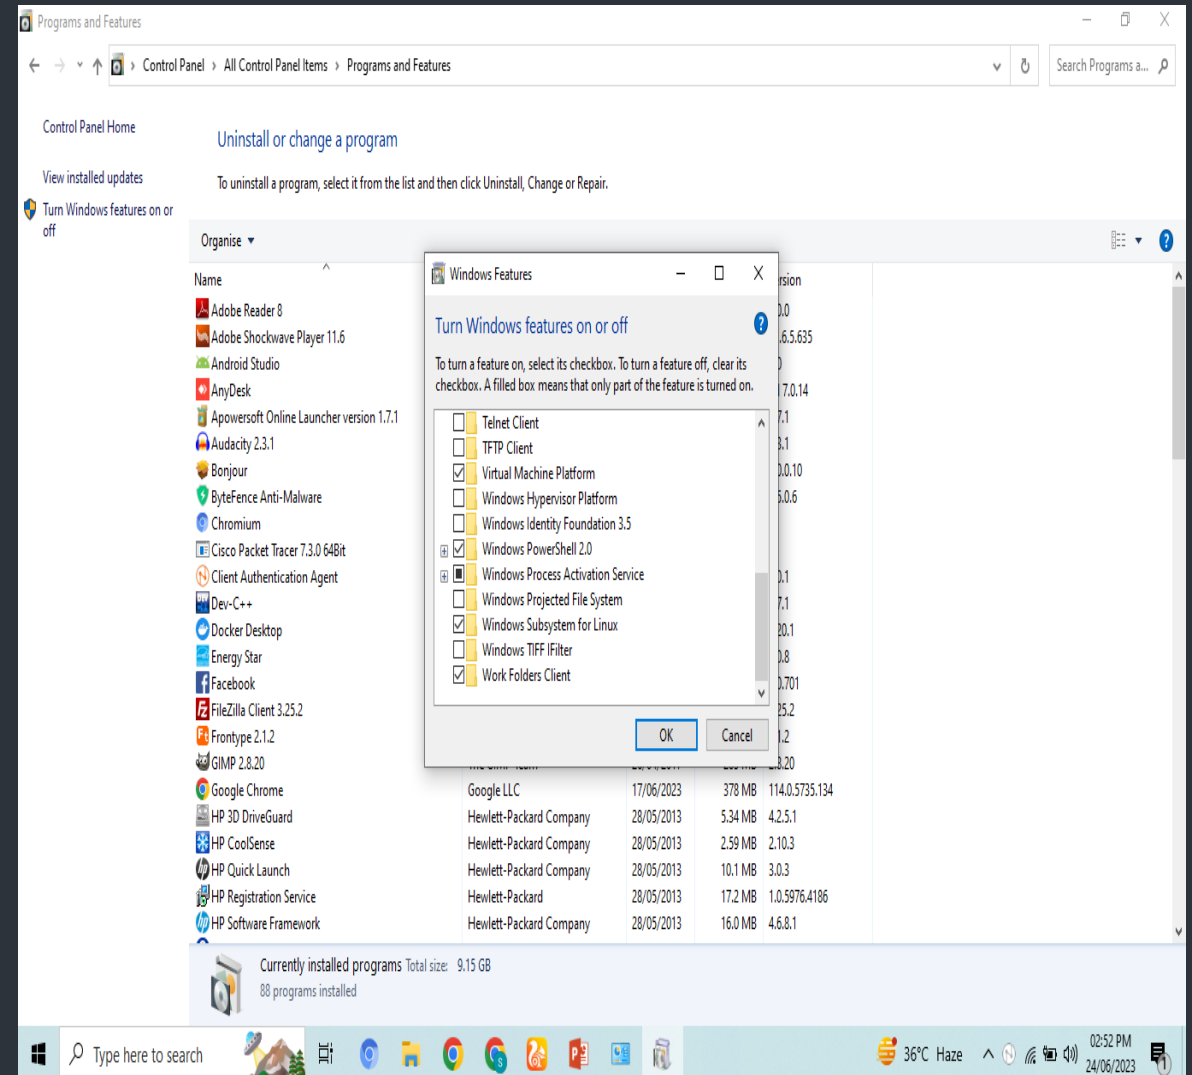 Programs and Features
Control Panel > All Control Panel Items > Programs and Features
Search Programs a...
Control Panel Home
View installed updates
Turn Windows features on or
off
Uninstall or change a program
To uninstall a program, select it from the list and then click Uninstall, Change or Repair.
Organise
Name
Adobe Reader 8
Adobe Shockwave Player 11.6
Android Studio
AnyDesk
Apowersoft Online Launcher version 1.7.1
Audacity 2.3.1
Bonjour
ByteFence Anti-Malware
Chromium
Cisco Packet Tracer 7.3.0 64Bit
Client Authentication Agent
Dev-C++
Docker Desktop
Energy Star
Facebook
FileZilla Client 3.25.2
Frontype 2.1.2
GIMP 2.8.20
Google Chrome Google LLC 17/06/2023 378 MB 114.0.5735.134
HP 3D DriveGuard Hewlett-Packard Company 28/05/2013 5.34 MB 4.2.5.1
HP CoolSense Hewlett-Packard Company 28/05/2013 2.59 MB 2.10.3
HP Quick Launch Hewlett-Packard Company 28/05/2013 10.1 MB 3.0.3
HP Registration Service Hewlett-Packard 28/05/2013 17.2 MB 1.0.5976.4186
HP Software Framework Hewlett-Packard Company 28/05/2013 16.0 MB 4.6.8.1
Windows Features
Turn Windows features on or off
To turn a feature on, select its checkbox. To turn a feature off, clear its
checkbox. A filled box means that only part of the feature is turned on.
Telnet Client
TFTP Client
Virtual Machine Platform
Windows Hypervisor Platform
Windows Identity Foundation 3.5
Windows PowerShell 2.0
Windows Process Activation Service
Windows Projected File System
Windows Subsystem for Linux
Windows TIFF IFilter
Work Folders Client
OK Cancel
Currently installed programs Total size: 9.15 GB
88 programs installed
Type here to search
36°C Haze
02:52 PM
24/06/2023
1